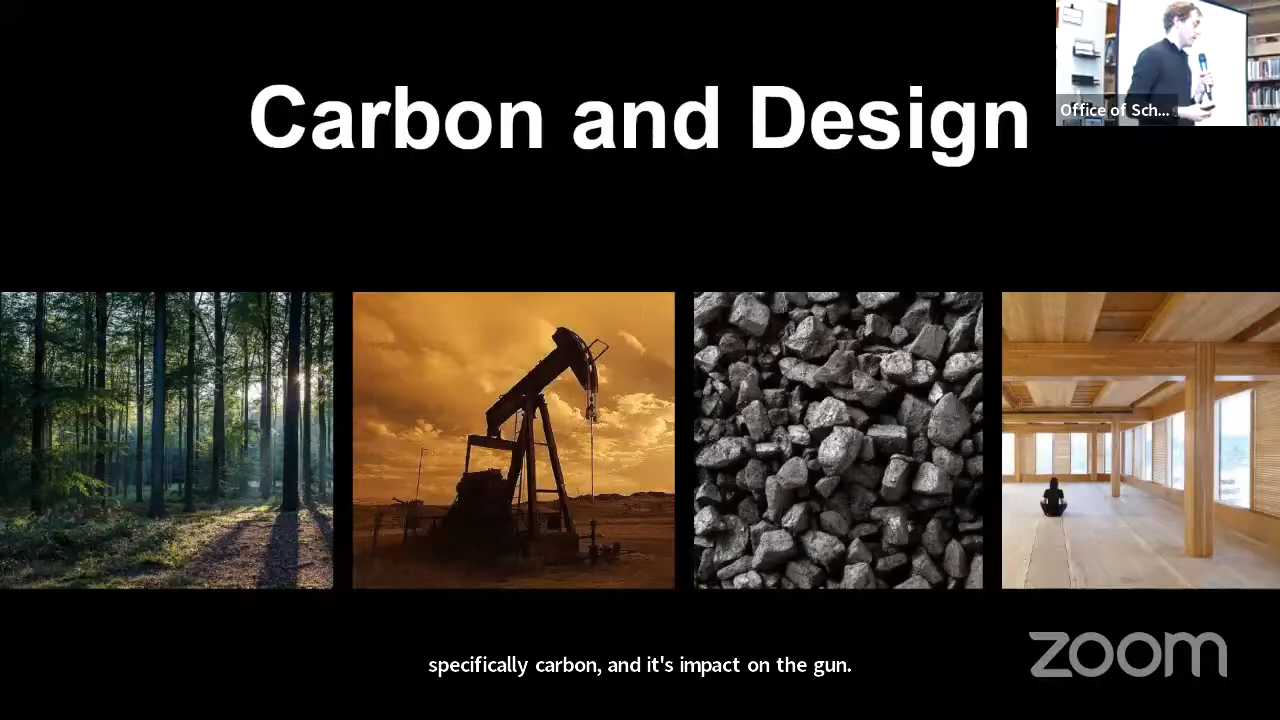 Carbon and Design
Office of Sch...
specifically carbon, and it's impact on the gun.
zoom